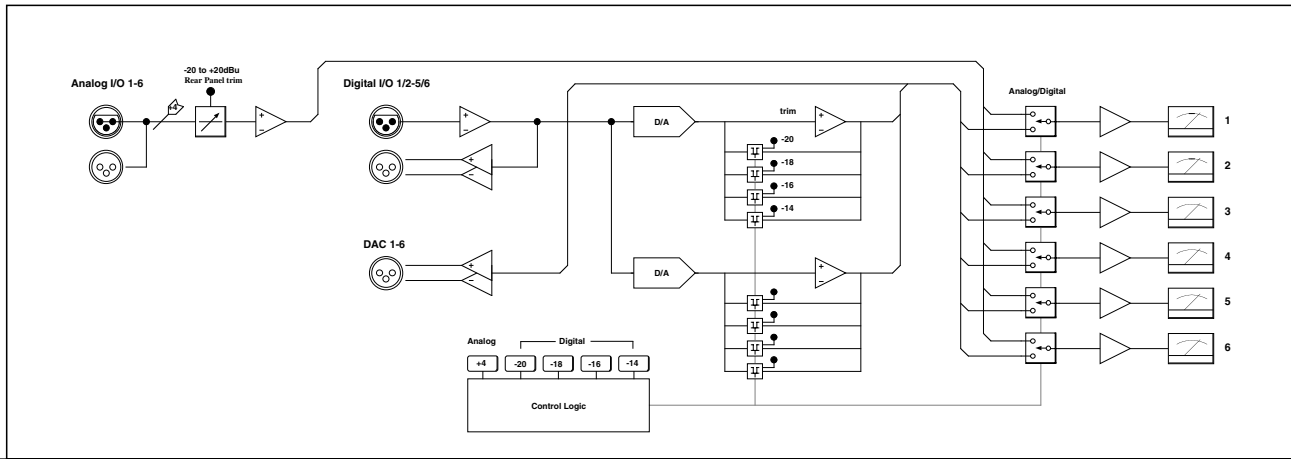 -20 to +20dBu
Rear Panel trim
Analog I/O 1-6
+4
+
−
Digital I/O 1/2-5/6
+
−
+
−
D/A
trim
+
−
-20
-18
-16
-14
Analog/Digital
1
2
3
4
5
6
DAC 1-6
+
−
D/A
+
−
Analog
Digital
+4
-20
-18
-16
-14
Control Logic